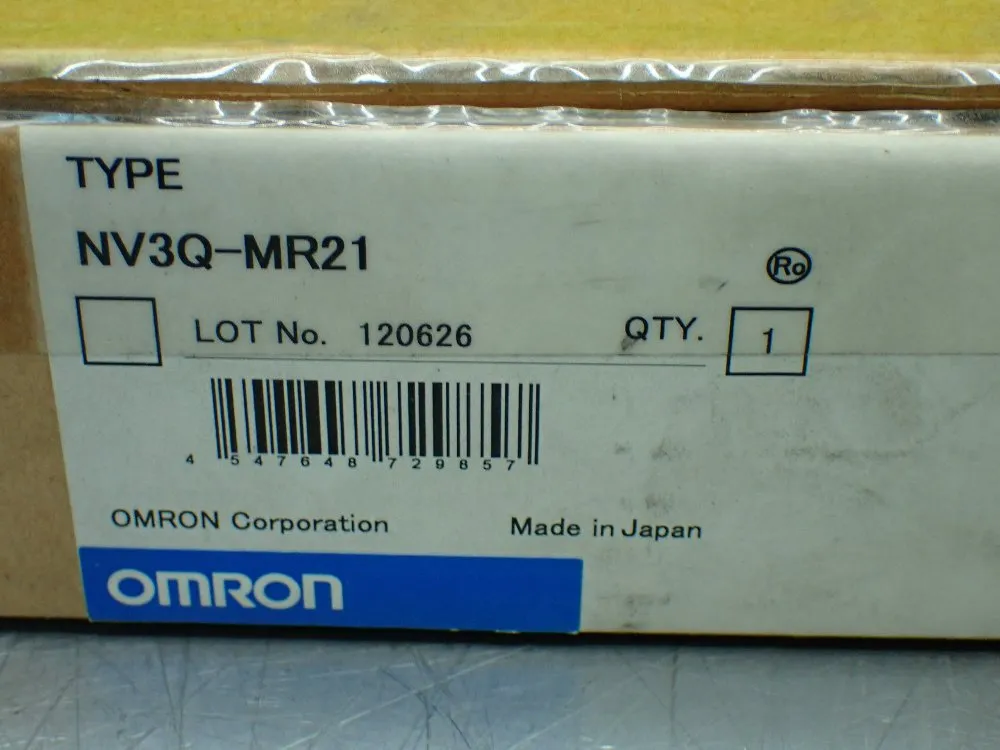 TYPE
NV3Q-MR21
Ro
LOT No. 120626 QTY. 1
4 547648 729857
OMRON Corporation Made in Japan
OMRON